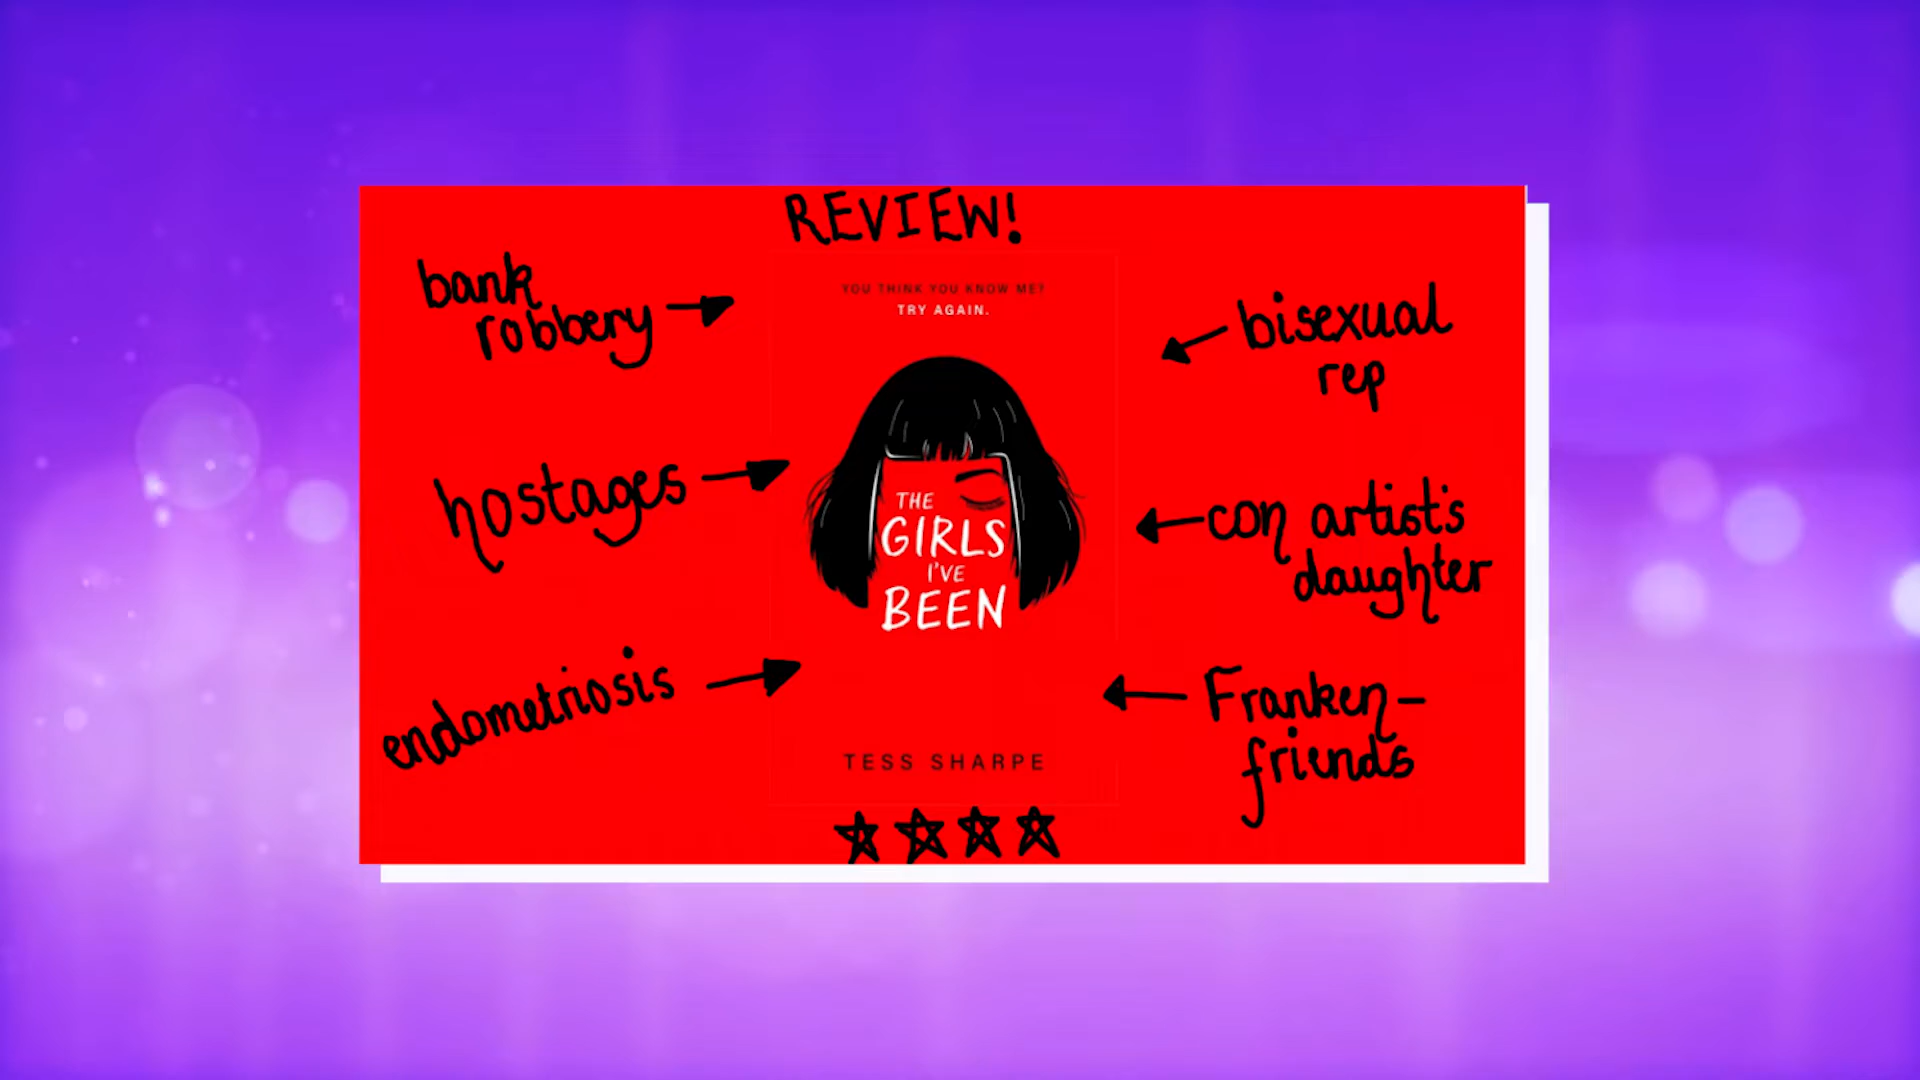 REVIEW!
bank
robbery
hostages
endometriosis
YOU THINK YOU KNOW ME?
TRY AGAIN.
THE
GIRLS
I'VE
BEEN
TESS SHARPE
bisexual
rep
con artist's
daughter
Franken-
friends